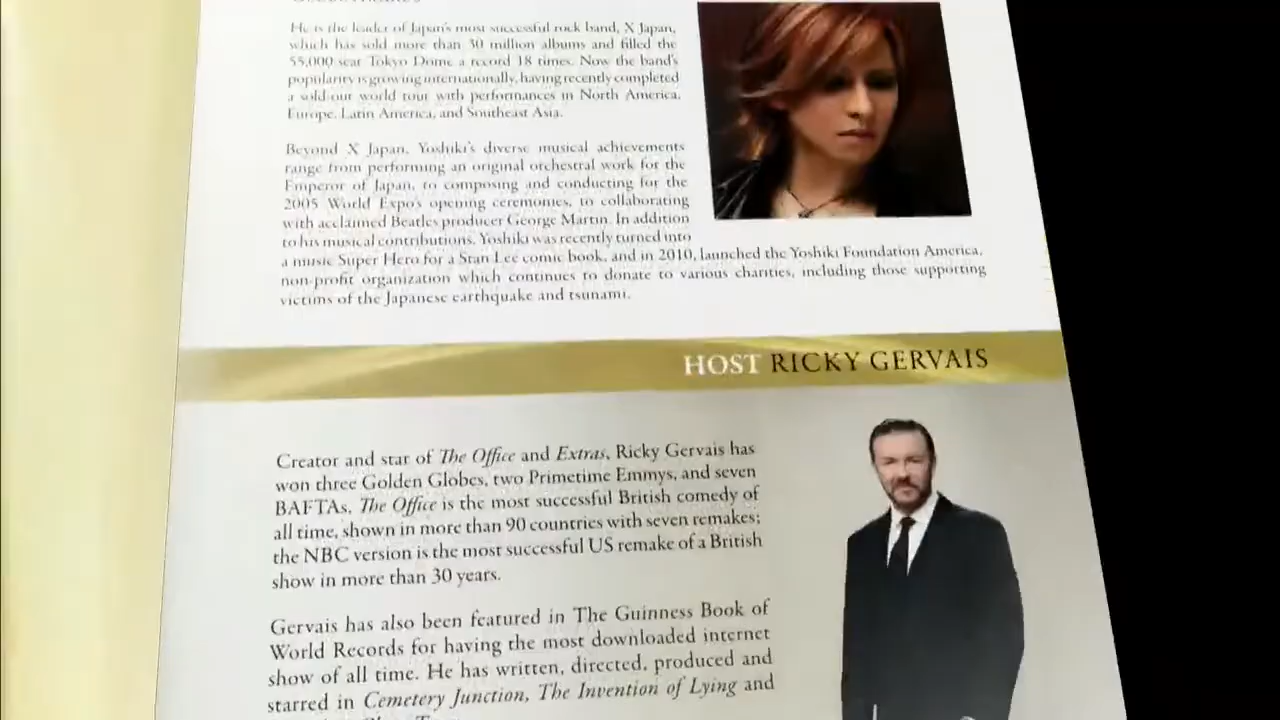 He is the leader of Japan's most successful rock band, X Japan,
which has sold more than 30 million albums and filled the
55,000 seat Tokyo Dome a record 18 times. Now the band's
popularity is growing internationally, having recently completed
a sold-out world tour with performances in North America,
Europe, Latin America, and Southeast Asia.
Beyond X Japan, Yoshiki's diverse musical achievements
range from performing an original orchestral work for the
Emperor of Japan, to composing and conducting for the
2005 World Expo's opening ceremonies, to collaborating
with acclaimed Beatles producer George Martin. In addition
to his musical contributions, Yoshiki was recently turned into
a music Super Hero for a Stan Lee comic book, and in 2010, launched the Yoshiki Foundation America,
non-profit organization which continues to donate to various charities, including those supporting
victims of the Japanese earthquake and tsunami.
HOST RICKY GERVAIS
Creator and star of The Office and Extras, Ricky Gervais has
won three Golden Globes, two Primetime Emmys, and seven
BAFTAs. The Office is the most successful British comedy of
all time, shown in more than 90 countries with seven remakes;
the NBC version is the most successful US remake of a British
show in more than 30 years.
Gervais has also been featured in The Guinness Book of
World Records for having the most downloaded internet
show of all time. He has written, directed, produced and
starred in Cemetery Junction, The Invention of Lying and